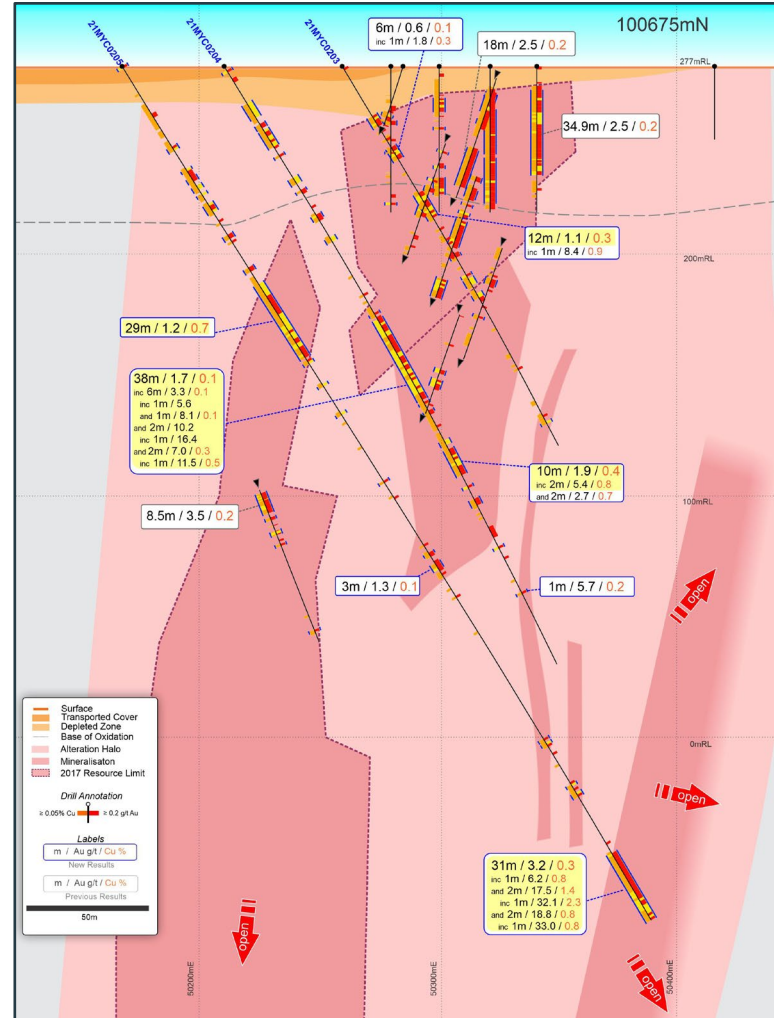 100675mN
21MYC0205
21MYC0204
21MYC0203
6m / 0.6 / 0.1
inc 1m / 1.8 / 0.3
18m / 2.5 / 0.2
277mRL
34.9m / 2.5 / 0.2
12m / 1.1 / 0.3
inc 1m / 8.4 / 0.9
200mRL
29m / 1.2 / 0.7
38m / 1.7 / 0.1
inc 6m / 3.3 / 0.1
inc 1m / 5.6
and 1m / 8.1 / 0.1
and 2m / 10.2
inc 1m / 16.4
and 2m / 7.0 / 0.3
inc 1m / 11.5 / 0.5
10m / 1.9 / 0.4
inc 2m / 5.4 / 0.8
and 2m / 2.7 / 0.7
100mRL
8.5m / 3.5 / 0.2
3m / 1.3 / 0.1
1m / 5.7 / 0.2
open
Surface
Transported Cover
Depleted Zone
Base of Oxidation
Alteration Halo
Mineralisaton
2017 Resource Limit
Drill Annotation
≥ 0.05% Cu
≥ 0.2 g/t Au
Labels
m / Au g/t / Cu %
New Results
m / Au g/t / Cu %
Previous Results
50m
0mRL
open
31m / 3.2 / 0.3
inc 1m / 6.2 / 0.8
and 2m / 17.5 / 1.4
inc 1m / 32.1 / 2.3
and 2m / 18.8 / 0.8
inc 1m / 33.0 / 0.8
open
open
50200mE
50300mE
50400mE